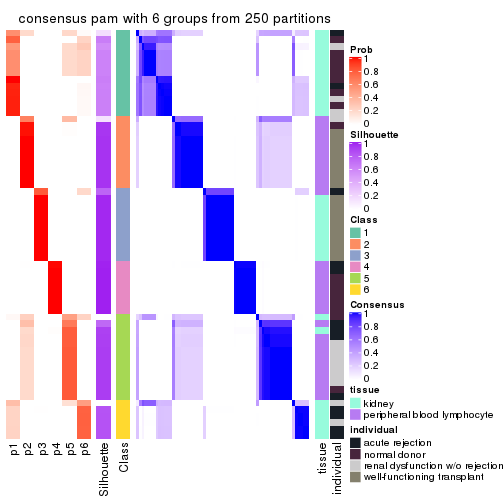 consensus pam with 6 groups from 250 partitions
Prob
1
0.8
0.6
0.4
0.2
0
Silhouette
1
0.8
0.6
0.4
0.2
0
Class
1
2
3
4
5
6
Consensus
1
0.8
0.6
0.4
0.2
0
tissue
kidney
peripheral blood lymphocyte
individual
acute rejection
normal donor
renal dysfunction w/o rejection
well-functioning transplant
p1
p2
p3
p4
p5
p6
Silhouette
Class
tissue
individual